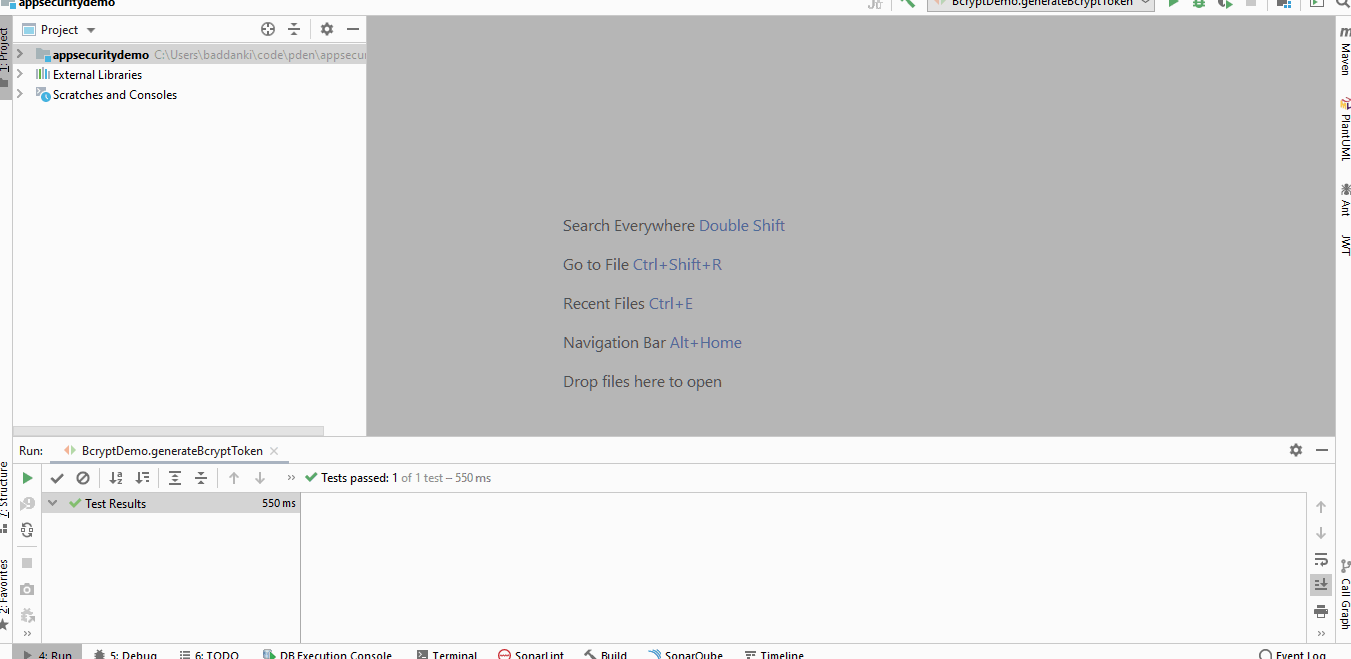 appsecuritydemo
BcryptDemo.generateBcryptToken
Project
1: Project
appsecuritydemo C:\Users\baddanki\code\pden\appsecur
External Libraries
Scratches and Consoles
Search Everywhere Double Shift
Go to File Ctrl+Shift+R
Recent Files Ctrl+E
Navigation Bar Alt+Home
Drop files here to open
Maven
PlantUML
Ant
JWT
Run: BcryptDemo.generateBcryptToken
Tests passed: 1 of 1 test – 550 ms
Test Results 550 ms
7: Structure
2: Favorites
Call Graph
4: Run 5: Debug 6: TODO DB Execution Console Terminal SonarLint Build SonarQube Timeline Event Log